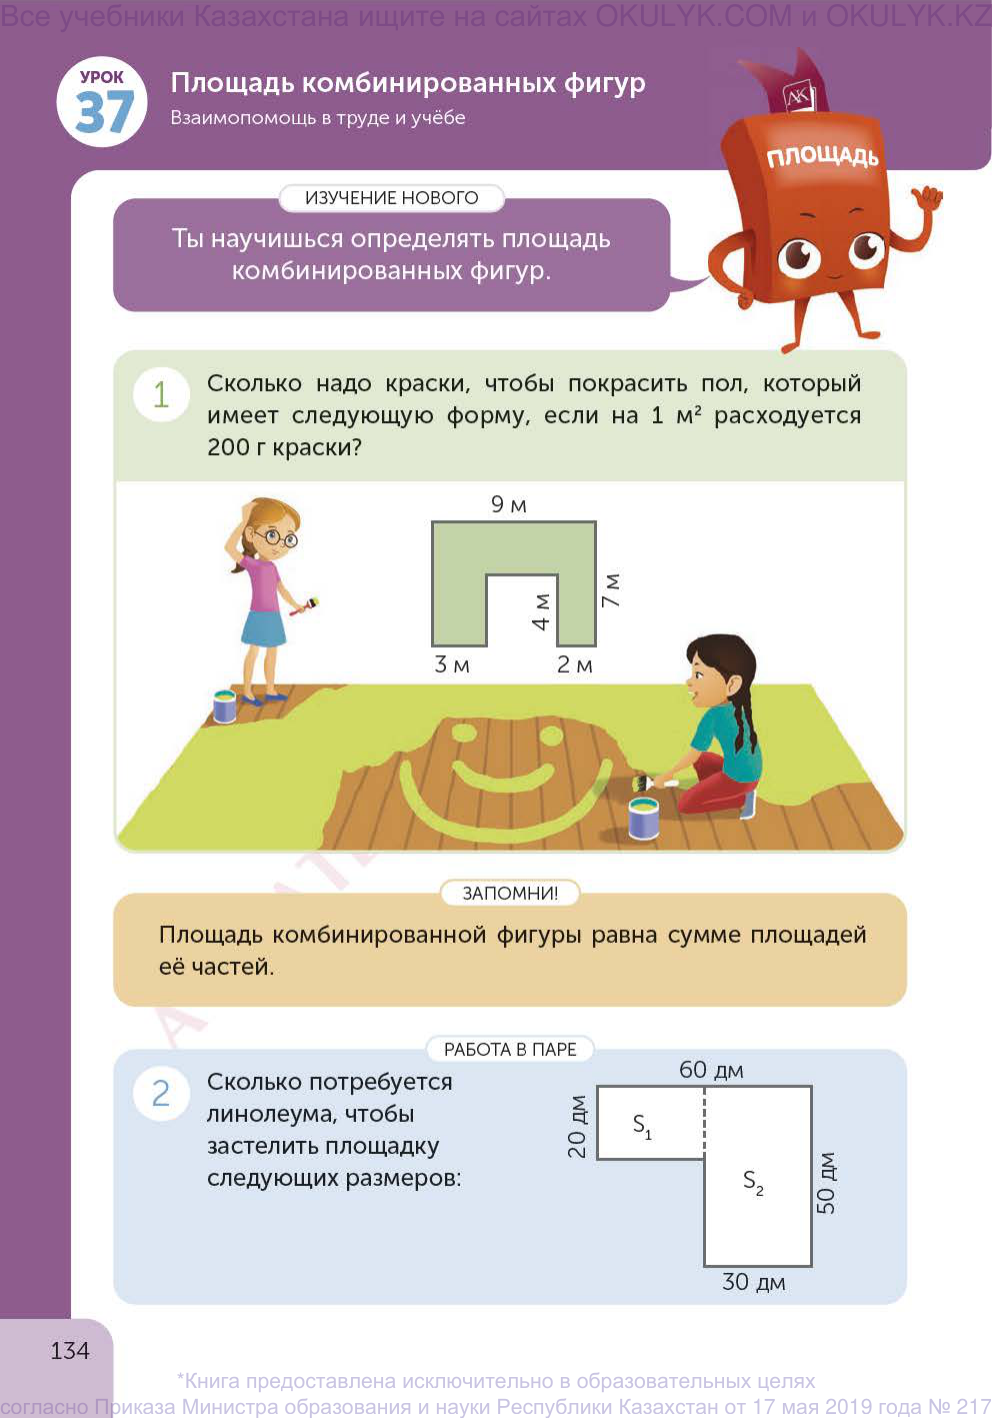 Все учебники Казахстана ищите на сайтах OKULYK.COM и OKULYK.KZ
УРОК
37
Площадь комбинированных фигур
Взаимопомощь в труде и учёбе
АК
ПЛОЩАДЬ
ИЗУЧЕНИЕ НОВОГО
Ты научишься определять площадь
комбинированных фигур.
1
Сколько надо краски, чтобы покрасить пол, который
имеет следующую форму, если на 1 м² расходуется
200 г краски?
9 м
7 м
4 м
3 м
2 м
ЗАПОМНИ!
Площадь комбинированной фигуры равна сумме площадей
её частей.
РАБОТА В ПАРЕ
2
Сколько потребуется
линолеума, чтобы
застелить площадку
следующих размеров:
60 дм
20 дм
S₁
S₂
50 дм
30 дм
134
*Книга предоставлена исключительно в образовательных целях
согласно Приказа Министра образования и науки Республики Казахстан от 17 мая 2019 года № 217